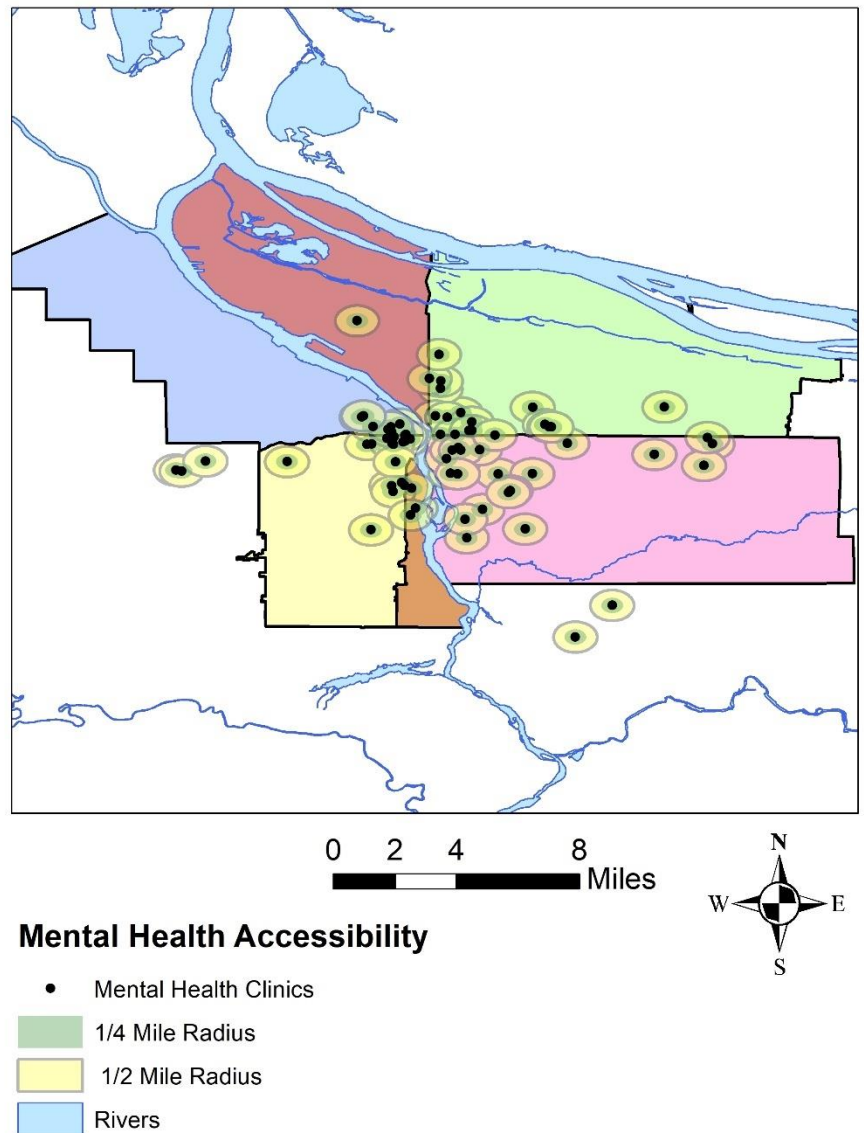 0 2 4 8
Miles
N
W E
S
Mental Health Accessibility
Mental Health Clinics
1/4 Mile Radius
1/2 Mile Radius
Rivers